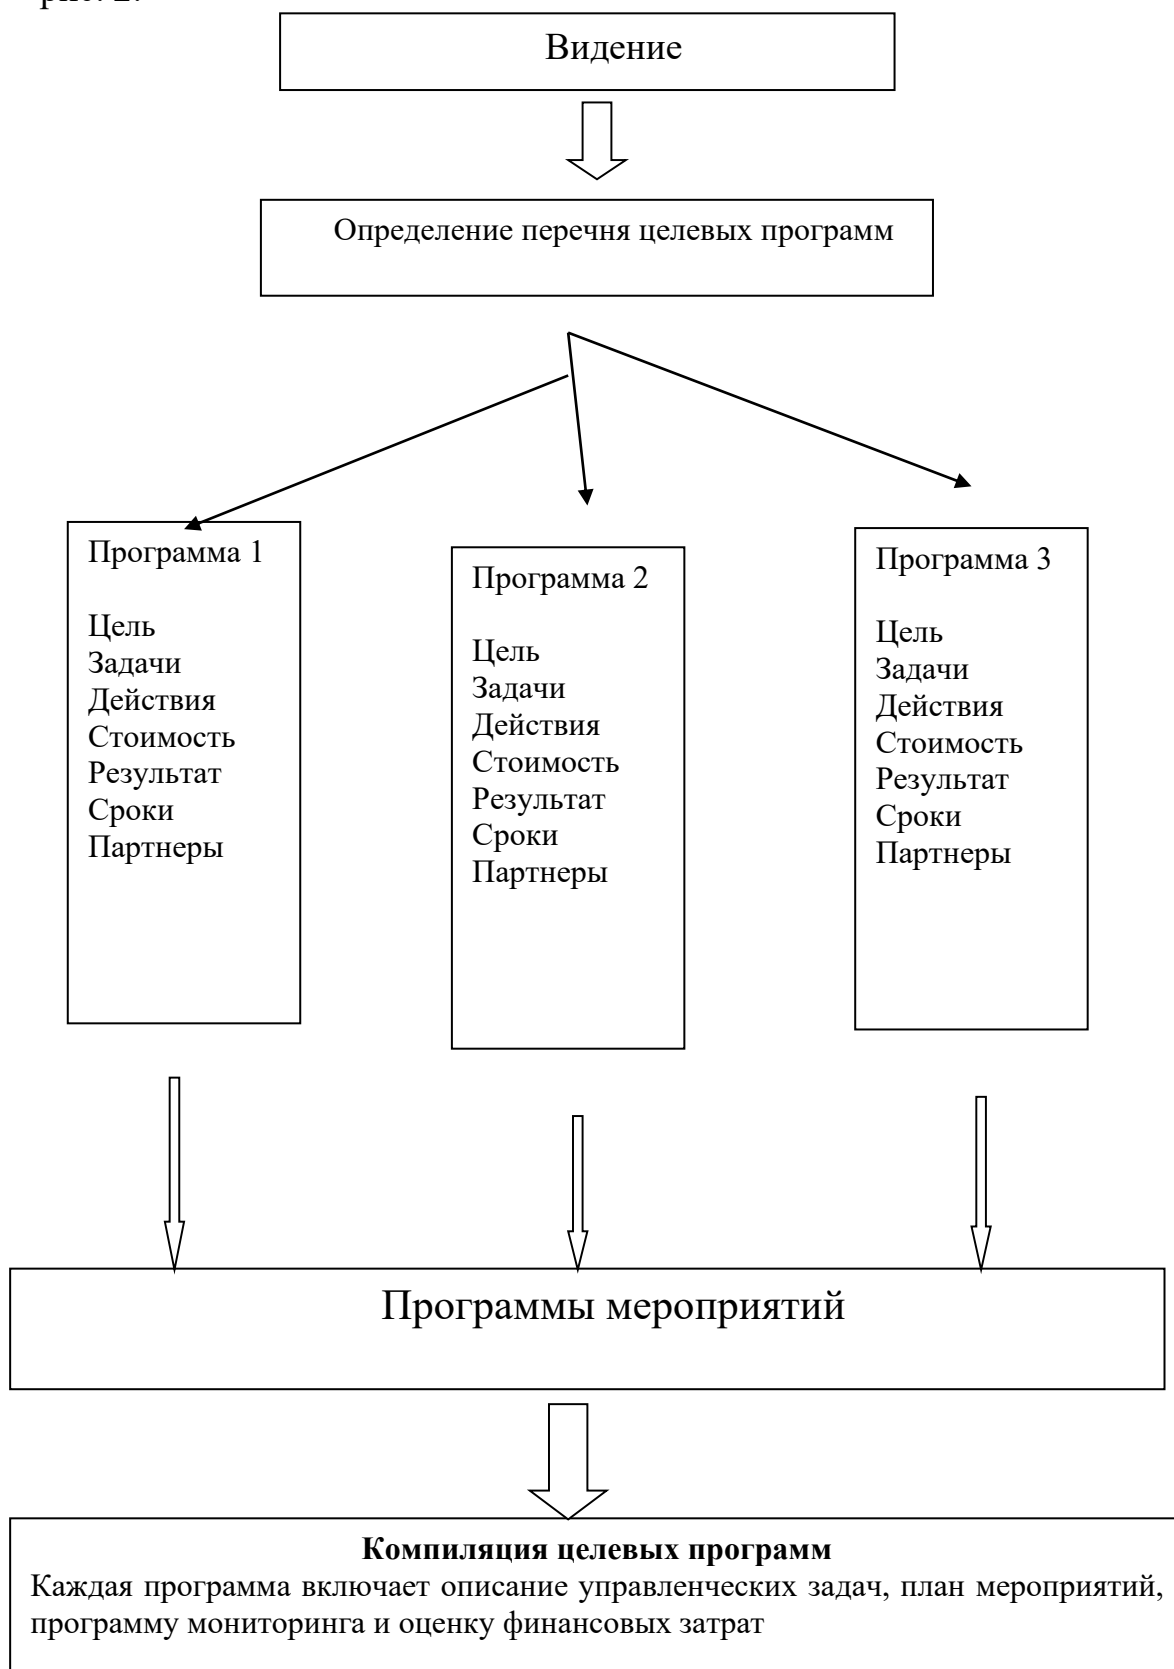 рис. 2.
Видение
Определение перечня целевых программ
Программа 1
Цель
Задачи
Действия
Стоимость
Результат
Сроки
Партнеры
Программа 2
Цель
Задачи
Действия
Стоимость
Результат
Сроки
Партнеры
Программа 3
Цель
Задачи
Действия
Стоимость
Результат
Сроки
Партнеры
Программы мероприятий
Компиляция целевых программ
Каждая программа включает описание управленческих задач, план мероприятий,
программу мониторинга и оценку финансовых затрат